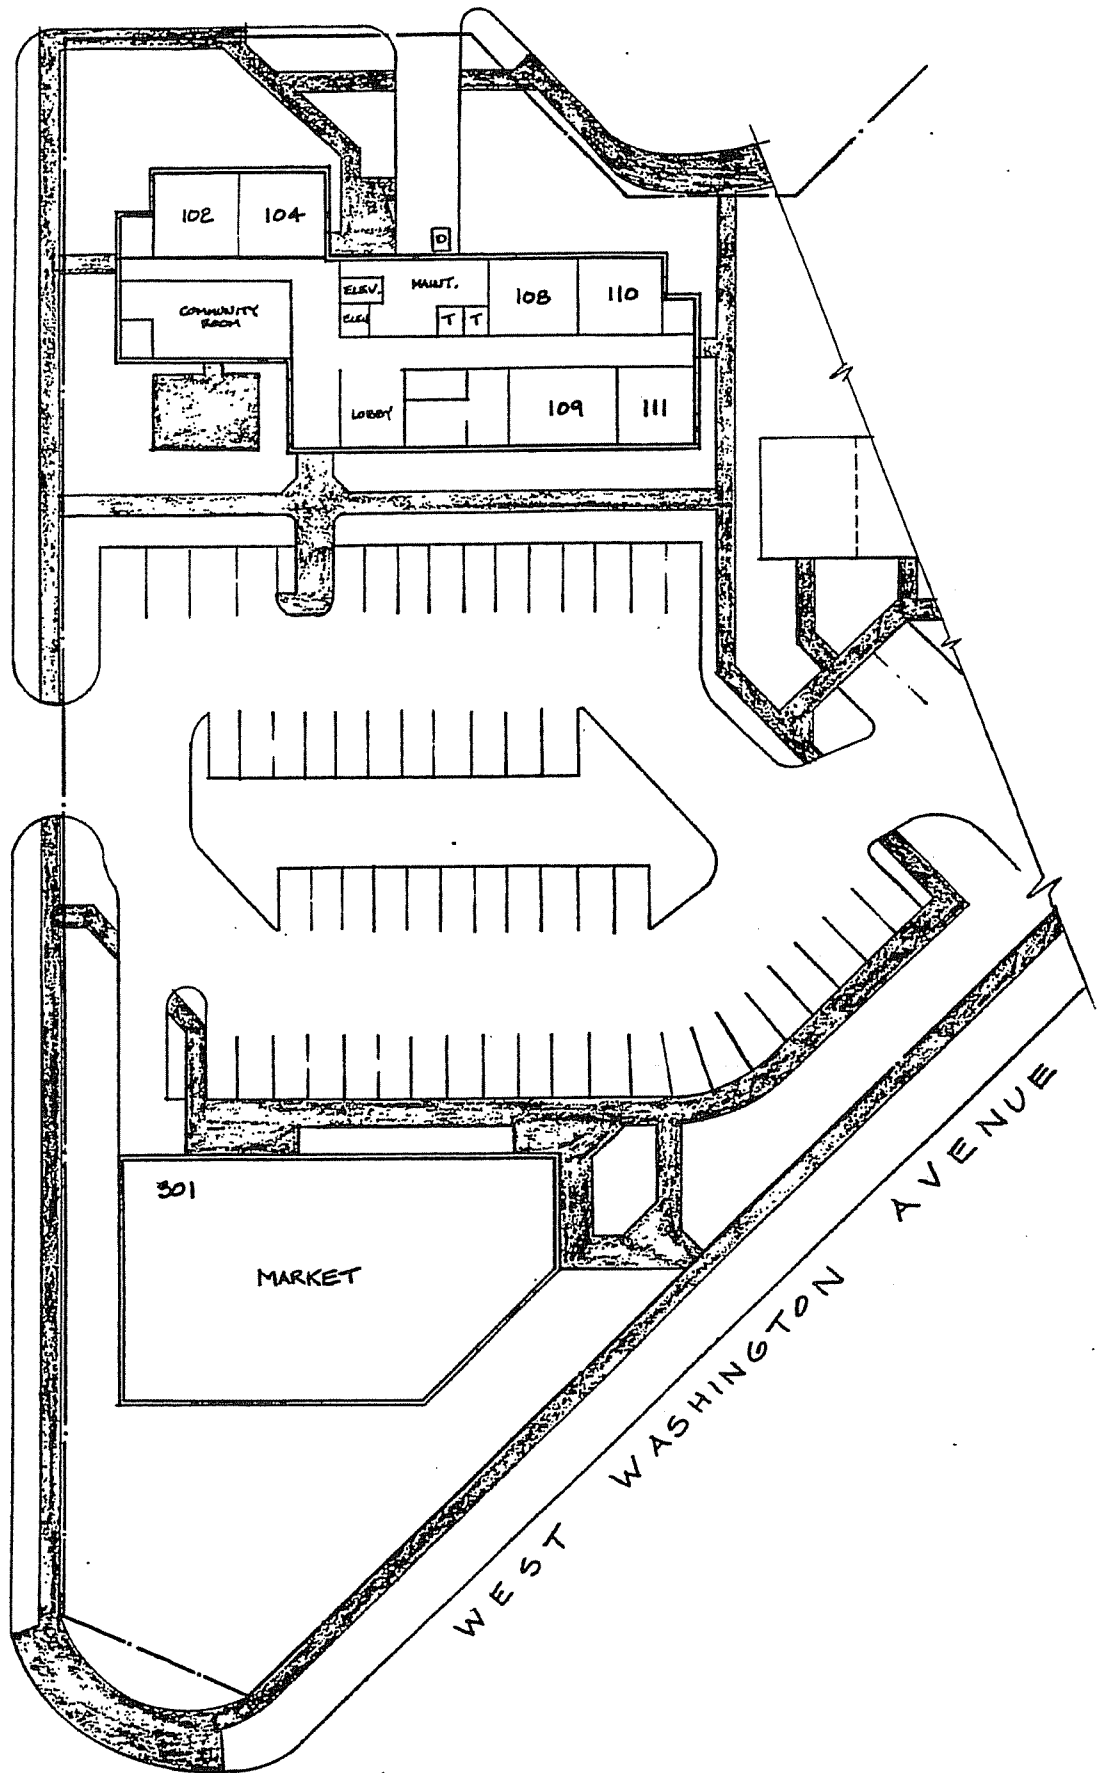 102
104
D
ELEV.
MAINT.
108
110
COMMUNITY
ROOM
ELEV
T
T
LOBBY
109
111
301
MARKET
WEST WASHINGTON AVENUE